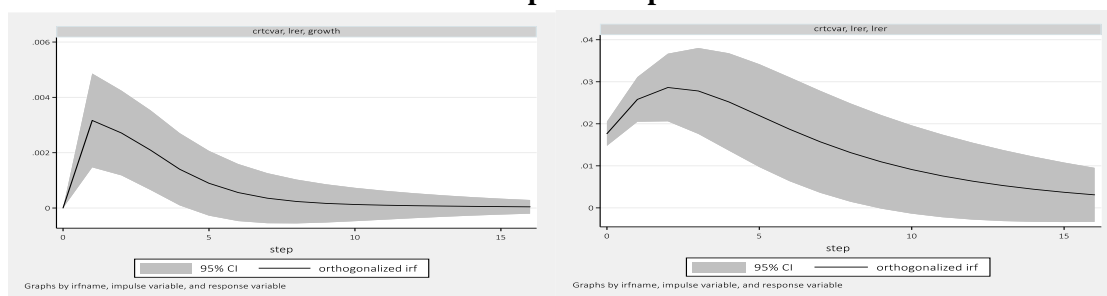 crtcvar, lrer, growth
.006
.004
.002
0
0
5
10
15
step
95% CI
orthogonalized irf
Graphs by irfname, impulse variable, and response variable
crtcvar, lrer, lrer
.04
.03
.02
.01
0
0
5
10
15
step
95% CI
orthogonalized irf
Graphs by irfname, impulse variable, and response variable